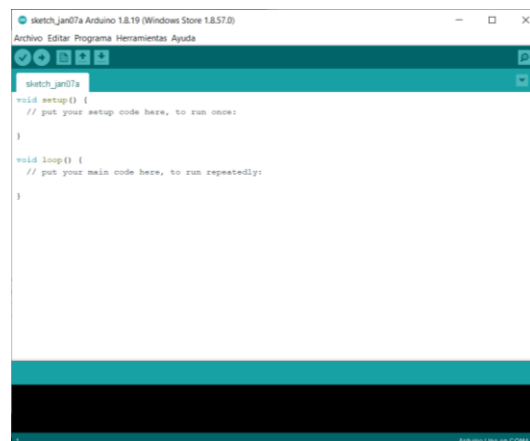 sketch_jan07a Arduino 1.8.19 (Windows Store 1.8.57.0)
Archivo Editar Programa Herramientas Ayuda
sketch_jan07a
void setup() {
// put your setup code here, to run once:
}
void loop() {
// put your main code here, to run repeatedly:
}
1